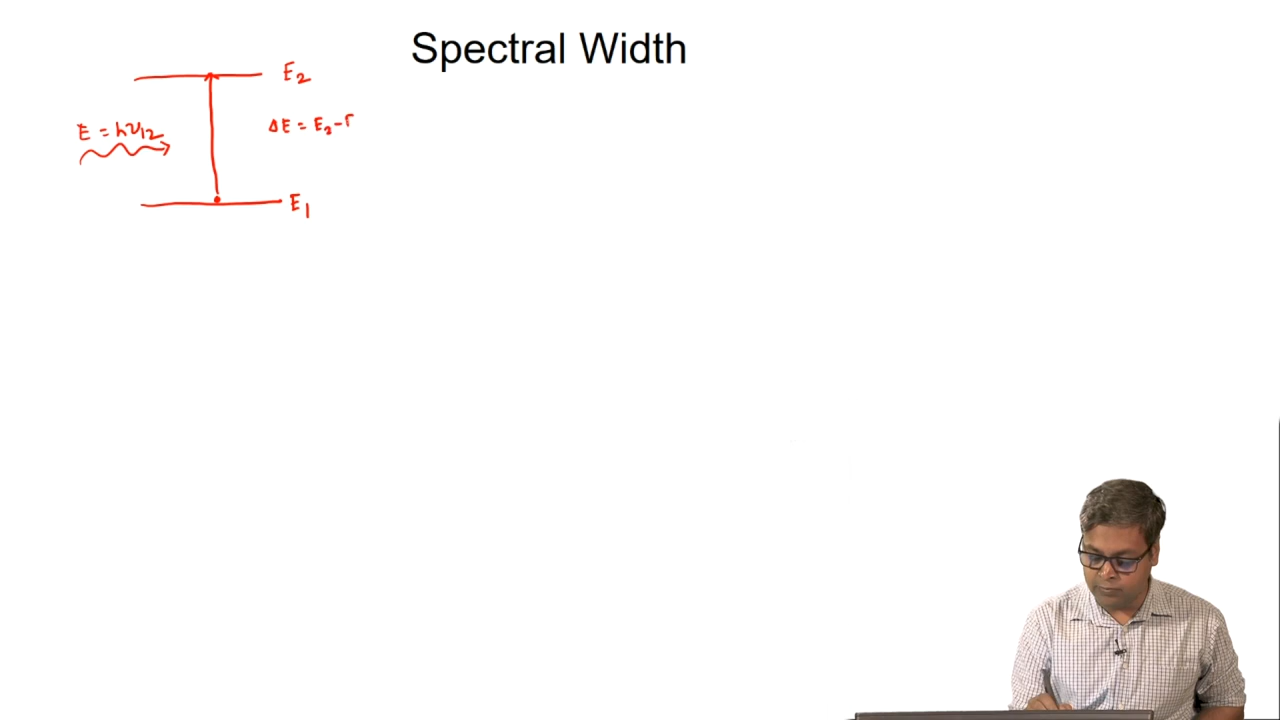 Spectral Width
E₂
E = hν₁₂
ΔE = E₂-
E₁